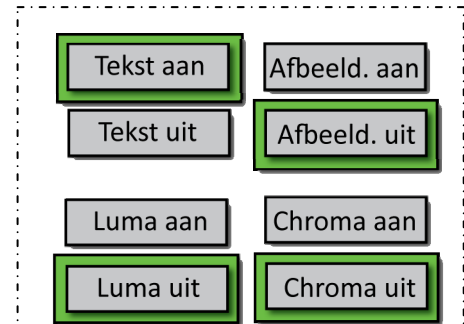 Tekst aan
Afbeeld. aan
Tekst uit
Afbeeld. uit
Luma aan
Chroma aan
Luma uit
Chroma uit